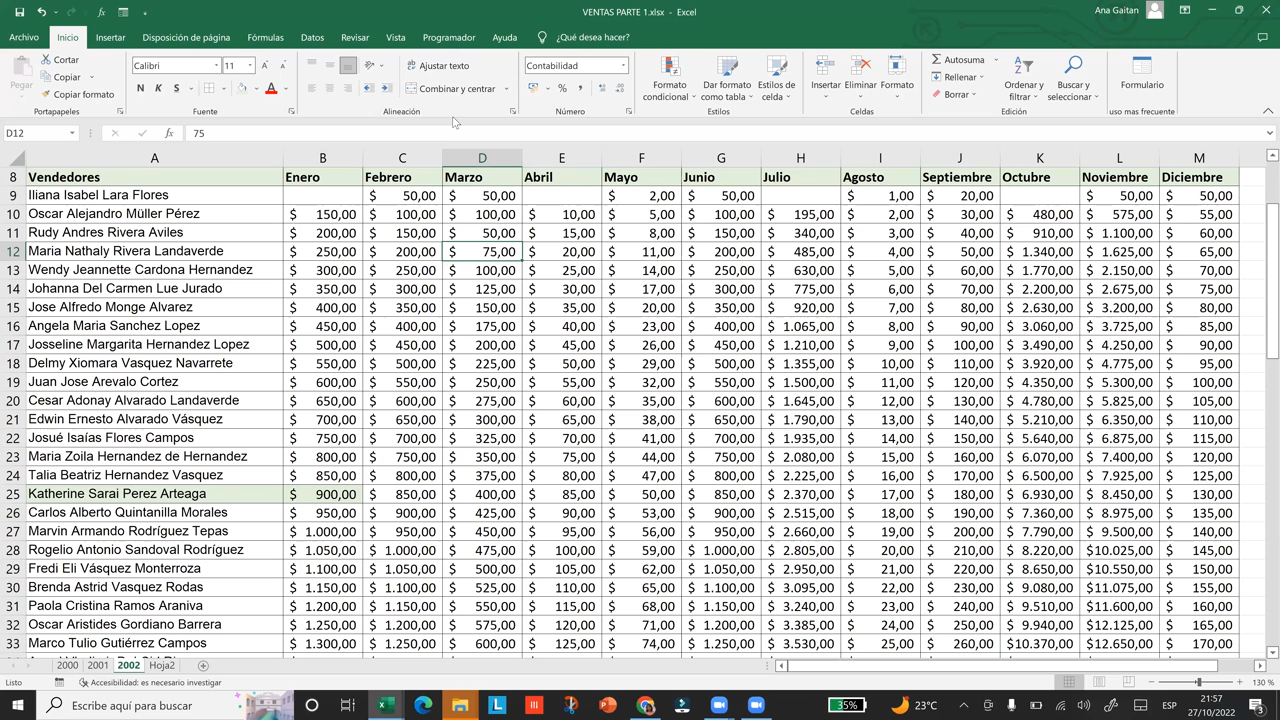 VENTAS PARTE 1.xlsx - Excel
Ana Gaitan
Archivo Inicio Insertar Disposición de página Fórmulas Datos Revisar Vista Programador Ayuda ¿Qué desea hacer?
Pegar
Cortar
Copiar
Copiar formato
Portapapeles
Calibri 11
N K S
Fuente
Ajustar texto
Combinar y centrar
Alineación
Contabilidad
Número
Formato condicional
Dar formato como tabla
Estilos de celda
Estilos
Insertar Eliminar Formato
Celdas
Autosuma
Rellenar
Borrar
Ordenar y filtrar
Buscar y seleccionar
Edición
Formulario
uso mas frecuente
D12 fx 75
A B C D E F G H I J K L M
8 Vendedores Enero Febrero Marzo Abril Mayo Junio Julio Agosto Septiembre Octubre Noviembre Diciembre
9 Iliana Isabel Lara Flores $ 50,00 $ 50,00 $ 2,00 $ 50,00 $ 1,00 $ 20,00 $ 50,00 $ 50,00
10 Oscar Alejandro Müller Pérez $ 150,00 $ 100,00 $ 100,00 $ 10,00 $ 5,00 $ 100,00 $ 195,00 $ 2,00 $ 30,00 $ 480,00 $ 575,00 $ 55,00
11 Rudy Andres Rivera Aviles $ 200,00 $ 150,00 $ 50,00 $ 15,00 $ 8,00 $ 150,00 $ 340,00 $ 3,00 $ 40,00 $ 910,00 $ 1.100,00 $ 60,00
12 Maria Nathaly Rivera Landaverde $ 250,00 $ 200,00 $ 75,00 $ 20,00 $ 11,00 $ 200,00 $ 485,00 $ 4,00 $ 50,00 $ 1.340,00 $ 1.625,00 $ 65,00
13 Wendy Jeannette Cardona Hernandez $ 300,00 $ 250,00 $ 100,00 $ 25,00 $ 14,00 $ 250,00 $ 630,00 $ 5,00 $ 60,00 $ 1.770,00 $ 2.150,00 $ 70,00
14 Johanna Del Carmen Lue Jurado $ 350,00 $ 300,00 $ 125,00 $ 30,00 $ 17,00 $ 300,00 $ 775,00 $ 6,00 $ 70,00 $ 2.200,00 $ 2.675,00 $ 75,00
15 Jose Alfredo Monge Alvarez $ 400,00 $ 350,00 $ 150,00 $ 35,00 $ 20,00 $ 350,00 $ 920,00 $ 7,00 $ 80,00 $ 2.630,00 $ 3.200,00 $ 80,00
16 Angela Maria Sanchez Lopez $ 450,00 $ 400,00 $ 175,00 $ 40,00 $ 23,00 $ 400,00 $ 1.065,00 $ 8,00 $ 90,00 $ 3.060,00 $ 3.725,00 $ 85,00
17 Josseline Margarita Hernandez Lopez $ 500,00 $ 450,00 $ 200,00 $ 45,00 $ 26,00 $ 450,00 $ 1.210,00 $ 9,00 $ 100,00 $ 3.490,00 $ 4.250,00 $ 90,00
18 Delmy Xiomara Vasquez Navarrete $ 550,00 $ 500,00 $ 225,00 $ 50,00 $ 29,00 $ 500,00 $ 1.355,00 $ 10,00 $ 110,00 $ 3.920,00 $ 4.775,00 $ 95,00
19 Juan Jose Arevalo Cortez $ 600,00 $ 550,00 $ 250,00 $ 55,00 $ 32,00 $ 550,00 $ 1.500,00 $ 11,00 $ 120,00 $ 4.350,00 $ 5.300,00 $ 100,00
20 Cesar Adonay Alvarado Landaverde $ 650,00 $ 600,00 $ 275,00 $ 60,00 $ 35,00 $ 600,00 $ 1.645,00 $ 12,00 $ 130,00 $ 4.780,00 $ 5.825,00 $ 105,00
21 Edwin Ernesto Alvarado Vásquez $ 700,00 $ 650,00 $ 300,00 $ 65,00 $ 38,00 $ 650,00 $ 1.790,00 $ 13,00 $ 140,00 $ 5.210,00 $ 6.350,00 $ 110,00
22 Josué Isaías Flores Campos $ 750,00 $ 700,00 $ 325,00 $ 70,00 $ 41,00 $ 700,00 $ 1.935,00 $ 14,00 $ 150,00 $ 5.640,00 $ 6.875,00 $ 115,00
23 Maria Zoila Hernandez de Hernandez $ 800,00 $ 750,00 $ 350,00 $ 75,00 $ 44,00 $ 750,00 $ 2.080,00 $ 15,00 $ 160,00 $ 6.070,00 $ 7.400,00 $ 120,00
24 Talia Beatriz Hernandez Vasquez $ 850,00 $ 800,00 $ 375,00 $ 80,00 $ 47,00 $ 800,00 $ 2.225,00 $ 16,00 $ 170,00 $ 6.500,00 $ 7.925,00 $ 125,00
25 Katherine Sarai Perez Arteaga $ 900,00 $ 850,00 $ 400,00 $ 85,00 $ 50,00 $ 850,00 $ 2.370,00 $ 17,00 $ 180,00 $ 6.930,00 $ 8.450,00 $ 130,00
26 Carlos Alberto Quintanilla Morales $ 950,00 $ 900,00 $ 425,00 $ 90,00 $ 53,00 $ 900,00 $ 2.515,00 $ 18,00 $ 190,00 $ 7.360,00 $ 8.975,00 $ 135,00
27 Marvin Armando Rodríguez Tepas $ 1.000,00 $ 950,00 $ 450,00 $ 95,00 $ 56,00 $ 950,00 $ 2.660,00 $ 19,00 $ 200,00 $ 7.790,00 $ 9.500,00 $ 140,00
28 Rogelio Antonio Sandoval Rodríguez $ 1.050,00 $ 1.000,00 $ 475,00 $ 100,00 $ 59,00 $ 1.000,00 $ 2.805,00 $ 20,00 $ 210,00 $ 8.220,00 $10.025,00 $ 145,00
29 Fredi Eli Vásquez Monterroza $ 1.100,00 $ 1.050,00 $ 500,00 $ 105,00 $ 62,00 $ 1.050,00 $ 2.950,00 $ 21,00 $ 220,00 $ 8.650,00 $10.550,00 $ 150,00
30 Brenda Astrid Vasquez Rodas $ 1.150,00 $ 1.100,00 $ 525,00 $ 110,00 $ 65,00 $ 1.100,00 $ 3.095,00 $ 22,00 $ 230,00 $ 9.080,00 $11.075,00 $ 155,00
31 Paola Cristina Ramos Araniva $ 1.200,00 $ 1.150,00 $ 550,00 $ 115,00 $ 68,00 $ 1.150,00 $ 3.240,00 $ 23,00 $ 240,00 $ 9.510,00 $11.600,00 $ 160,00
32 Oscar Aristides Gordiano Barrera $ 1.250,00 $ 1.200,00 $ 575,00 $ 120,00 $ 71,00 $ 1.200,00 $ 3.385,00 $ 24,00 $ 250,00 $ 9.940,00 $12.125,00 $ 165,00
33 Marco Tulio Gutiérrez Campos $ 1.300,00 $ 1.250,00 $ 600,00 $ 125,00 $ 74,00 $ 1.250,00 $ 3.530,00 $ 25,00 $ 260,00 $10.370,00 $12.650,00 $ 170,00
2000 2001 2002 Hoja2
Listo Accesibilidad: es necesario investigar 130 %
Escribe aquí para buscar
35% 23°C ESP 21:57
27/10/2022